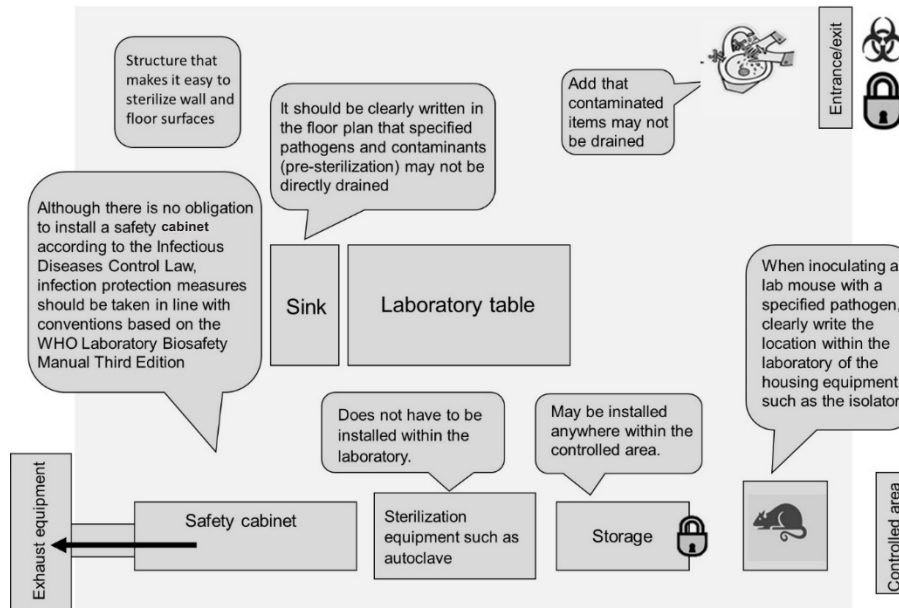 Structure that
makes it easy to
sterilize wall and
floor surfaces
It should be clearly written in
the floor plan that specified
pathogens and contaminants
(pre-sterilization) may not be
directly drained
Add that
contaminated
items may not
be drained
Entrance/exit
Although there is no obligation
to install a safety cabinet
according to the Infectious
Diseases Control Law,
infection protection measures
should be taken in line with
conventions based on the
WHO Laboratory Biosafety
Manual Third Edition
Sink
Laboratory table
When inoculating a
lab mouse with a
specified pathogen,
clearly write the
location within the
laboratory of the
housing equipment
such as the isolator
Does not have to be
installed within the
laboratory.
May be installed
anywhere within the
controlled area.
Exhaust equipment
Safety cabinet
Sterilization
equipment such as
autoclave
Storage
Controlled area